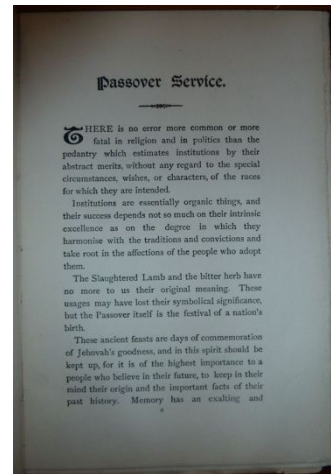 Passover Service.
THERE is no error more common or more
fatal in religion and in politics than the
pedantry which estimates institutions by their
abstract merits, without any regard to the special
circumstances, wishes, or characters, of the races
for which they are intended.
Institutions are essentially organic things, and
their success depends not so much on their intrinsic
excellence as on the degree in which they
harmonise with the traditions and convictions and
take root in the affections of the people who adopt
them.
The Slaughtered Lamb and the bitter herb have
no more to us their original meaning. These
usages may have lost their symbolical significance,
but the Passover itself is the festival of a nation's
birth.
These ancient feasts are days of commemoration
of Jehovah's goodness, and in this spirit should be
kept up, for it is of the highest importance to a
people who believe in their future, to keep in their
mind their origin and the important facts of their
past history. Memory has an exalting and